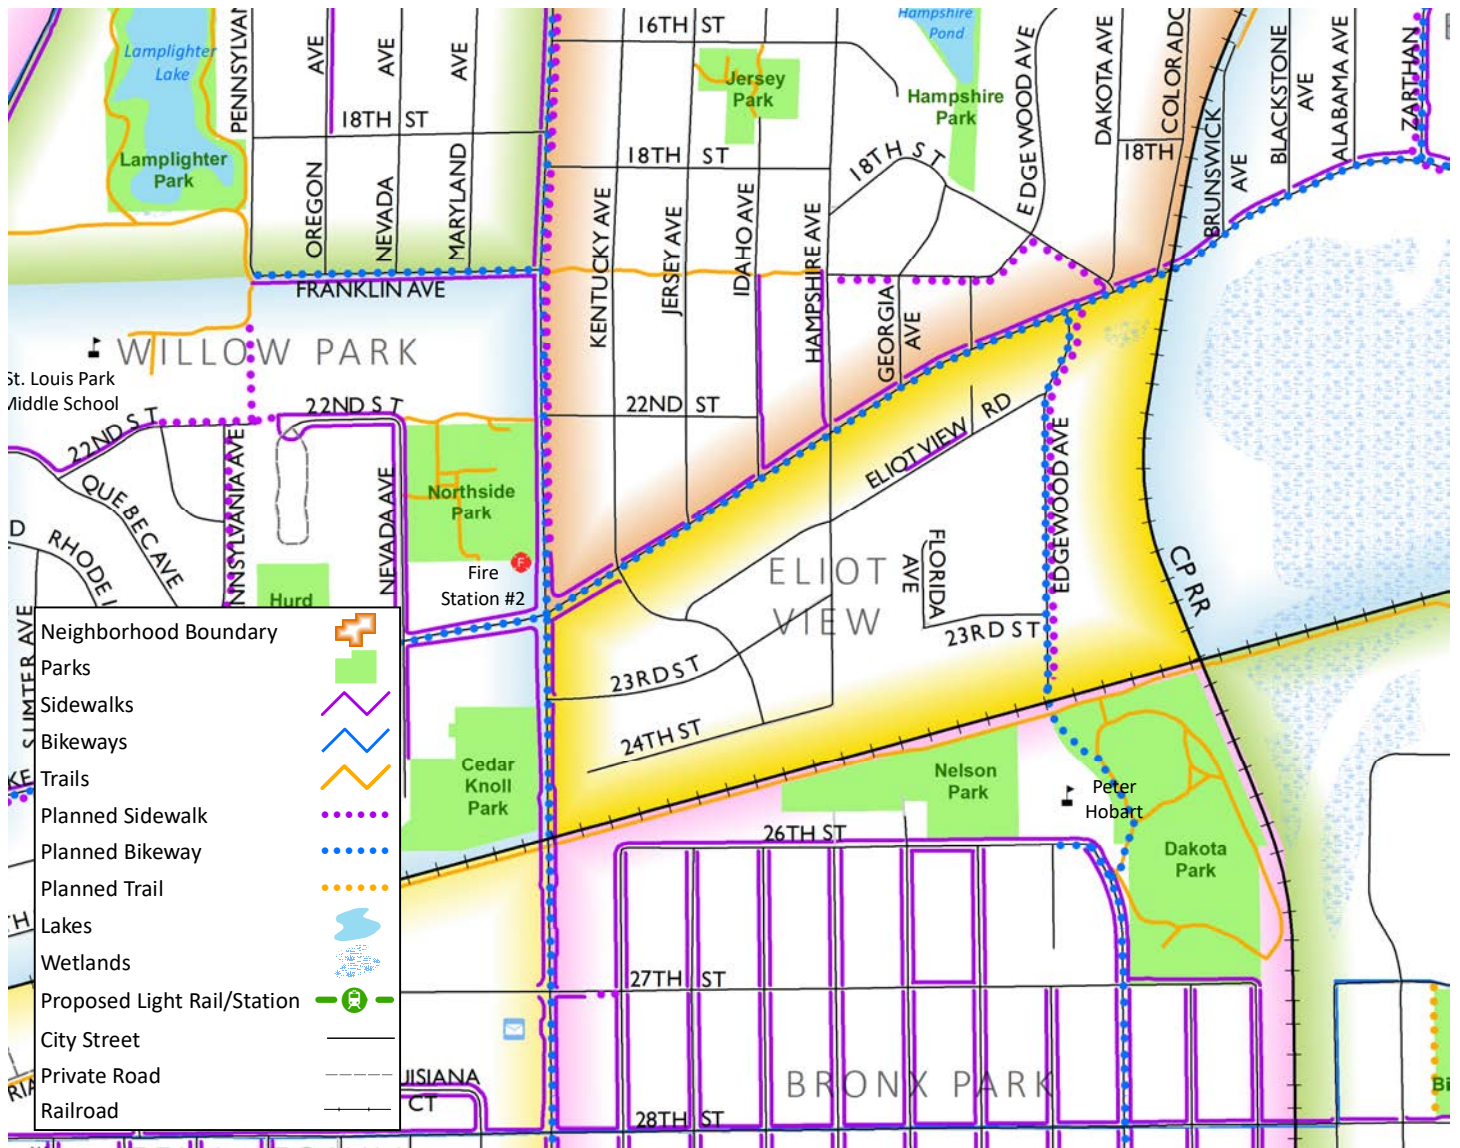 Lamplighter
Lake
Lamplighter
Park
PENNSYLVAN
AVE
AVE
AVE
18TH ST
OREGON
NEVADA
MARYLAND
FRANKLIN AVE
16TH ST
Jersey
Park
18TH ST
KENTUCKY AVE
JERSEY AVE
IDAHO AVE
HAMPSHIRE AVE
Hampshire
Pond
Hampshire
Park
18TH ST
EDGEWOOD AVE
DAKOTA AVE
COLORADO
18TH
BRUNSWICK
AVE
BLACKSTONE
AVE
ALABAMA AVE
ZARTHAN
GEORGIA
AVE
WILLOW PARK
St. Louis Park
Middle School
22ND ST
22ND ST
22ND ST
QUEBEC AVE
D
RHODE I
NNSYLVANIA AVE
NEVADA AVE
Northside
Park
Fire
Station #2
F
Hurd
ELIOT VIEW
RD
ELIOT
VIEW
FLORIDA
AVE
EDGEWOOD AVE
23RD ST
23RD ST
24TH ST
CP RR
SUMTER AVE
KE
Neighborhood Boundary
Parks
Sidewalks
Bikeways
Trails
Planned Sidewalk
Planned Bikeway
Planned Trail
Lakes
Wetlands
Proposed Light Rail/Station
City Street
Private Road
Railroad
Cedar
Knoll
Park
Nelson
Park
Peter
Hobart
Dakota
Park
26TH ST
27TH ST
TH
RIA
UISIANA
CT
28TH ST
BRONX PARK
Bi